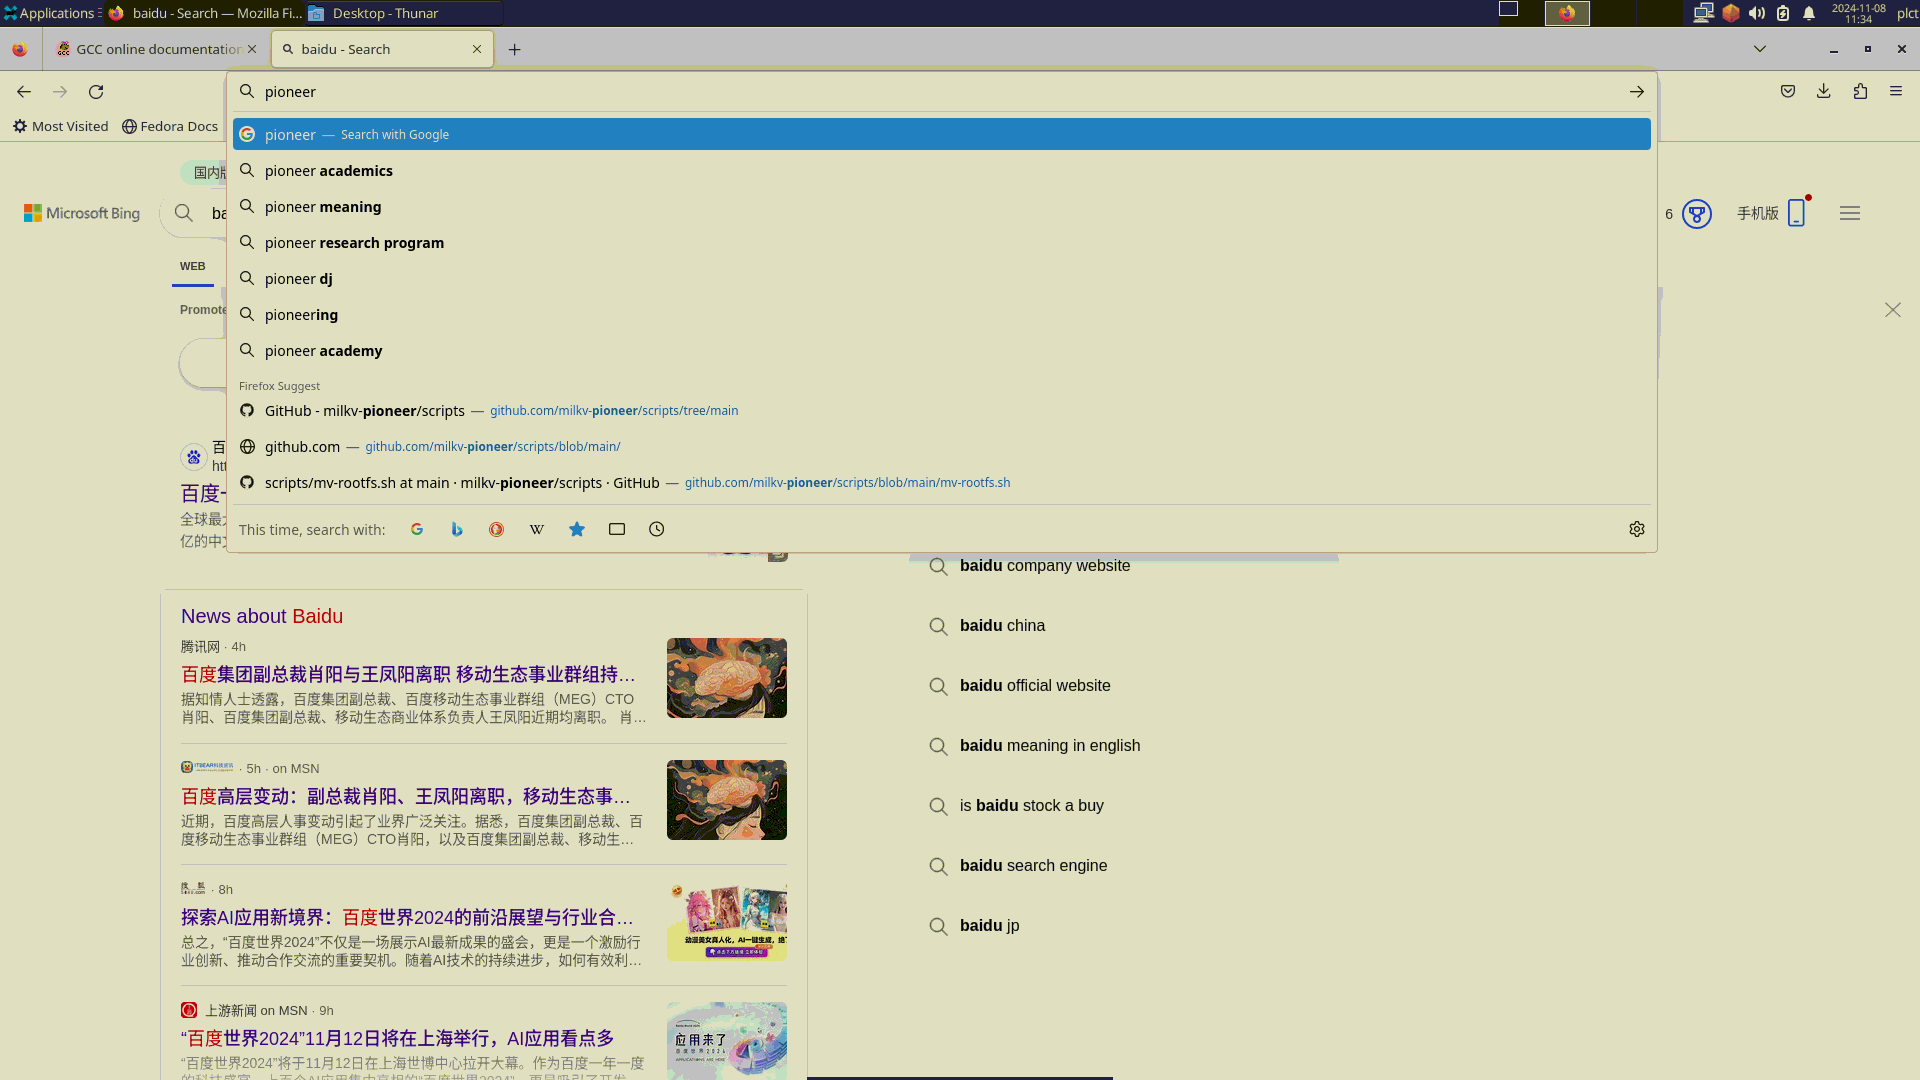 Applications
baidu - Search — Mozilla Fi...
Desktop - Thunar
2024-11-08
11:34
plct
GCC online documentation
baidu - Search
pioneer
Most Visited
Fedora Docs
pioneer — Search with Google
pioneer academics
pioneer meaning
pioneer research program
pioneer dj
pioneering
pioneer academy
Firefox Suggest
GitHub - milkv-pioneer/scripts — github.com/milkv-pioneer/scripts/tree/main
github.com — github.com/milkv-pioneer/scripts/blob/main/
scripts/mv-rootfs.sh at main · milkv-pioneer/scripts · GitHub — github.com/milkv-pioneer/scripts/blob/main/mv-rootfs.sh
This time, search with:
国内
Microsoft Bing
ba
6
手机版
WEB
Promote
百
htt
百度
全球最
亿的中
News about Baidu
腾讯网 · 4h
百度集团副总裁肖阳与王凤阳离职 移动生态事业群组持…
据知情人士透露，百度集团副总裁、百度移动生态事业群组（MEG）CTO
肖阳、百度集团副总裁、移动生态商业体系负责人王凤阳近期均离职。 肖…
· 5h · on MSN
百度高层变动：副总裁肖阳、王凤阳离职，移动生态事…
近期，百度高层人事变动引起了业界广泛关注。据悉，百度集团副总裁、百
度移动生态事业群组（MEG）CTO肖阳，以及百度集团副总裁、移动生…
· 8h
探索AI应用新境界：百度世界2024的前沿展望与行业合…
总之，“百度世界2024”不仅是一场展示AI最新成果的盛会，更是一个激励行
业创新、推动合作交流的重要契机。随着AI技术的持续进步，如何有效利…
动漫美女真人化，AI一键生成，绝
上游新闻 on MSN · 9h
“百度世界2024”11月12日将在上海举行，AI应用看点多
“百度世界2024”将于11月12日在上海世博中心拉开大幕。作为百度一年一度
应用来了
百度世界2024
baidu company website
baidu china
baidu official website
baidu meaning in english
is baidu stock a buy
baidu search engine
baidu jp